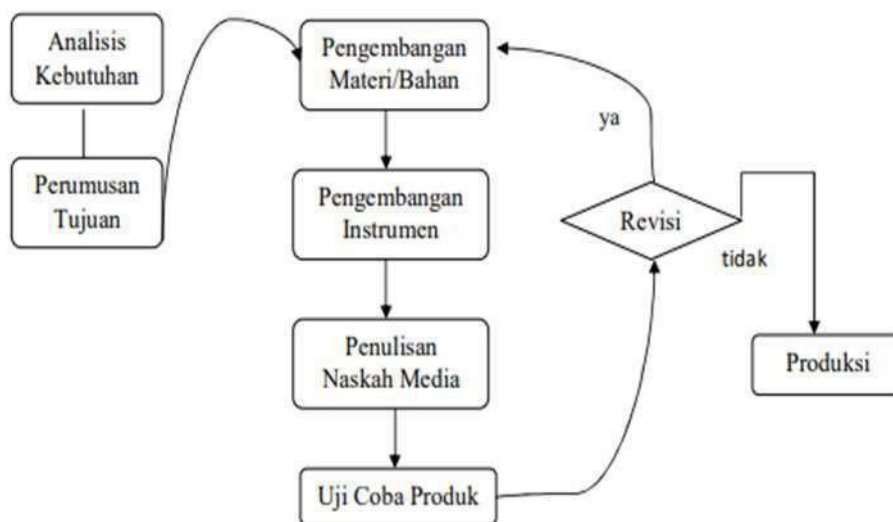 Analisis
Kebutuhan
Perumusan
Tujuan
Pengembangan
Materi/Bahan
Pengembangan
Instrumen
Penulisan
Naskah Media
Uji Coba Produk
ya
Revisi
tidak
Produksi